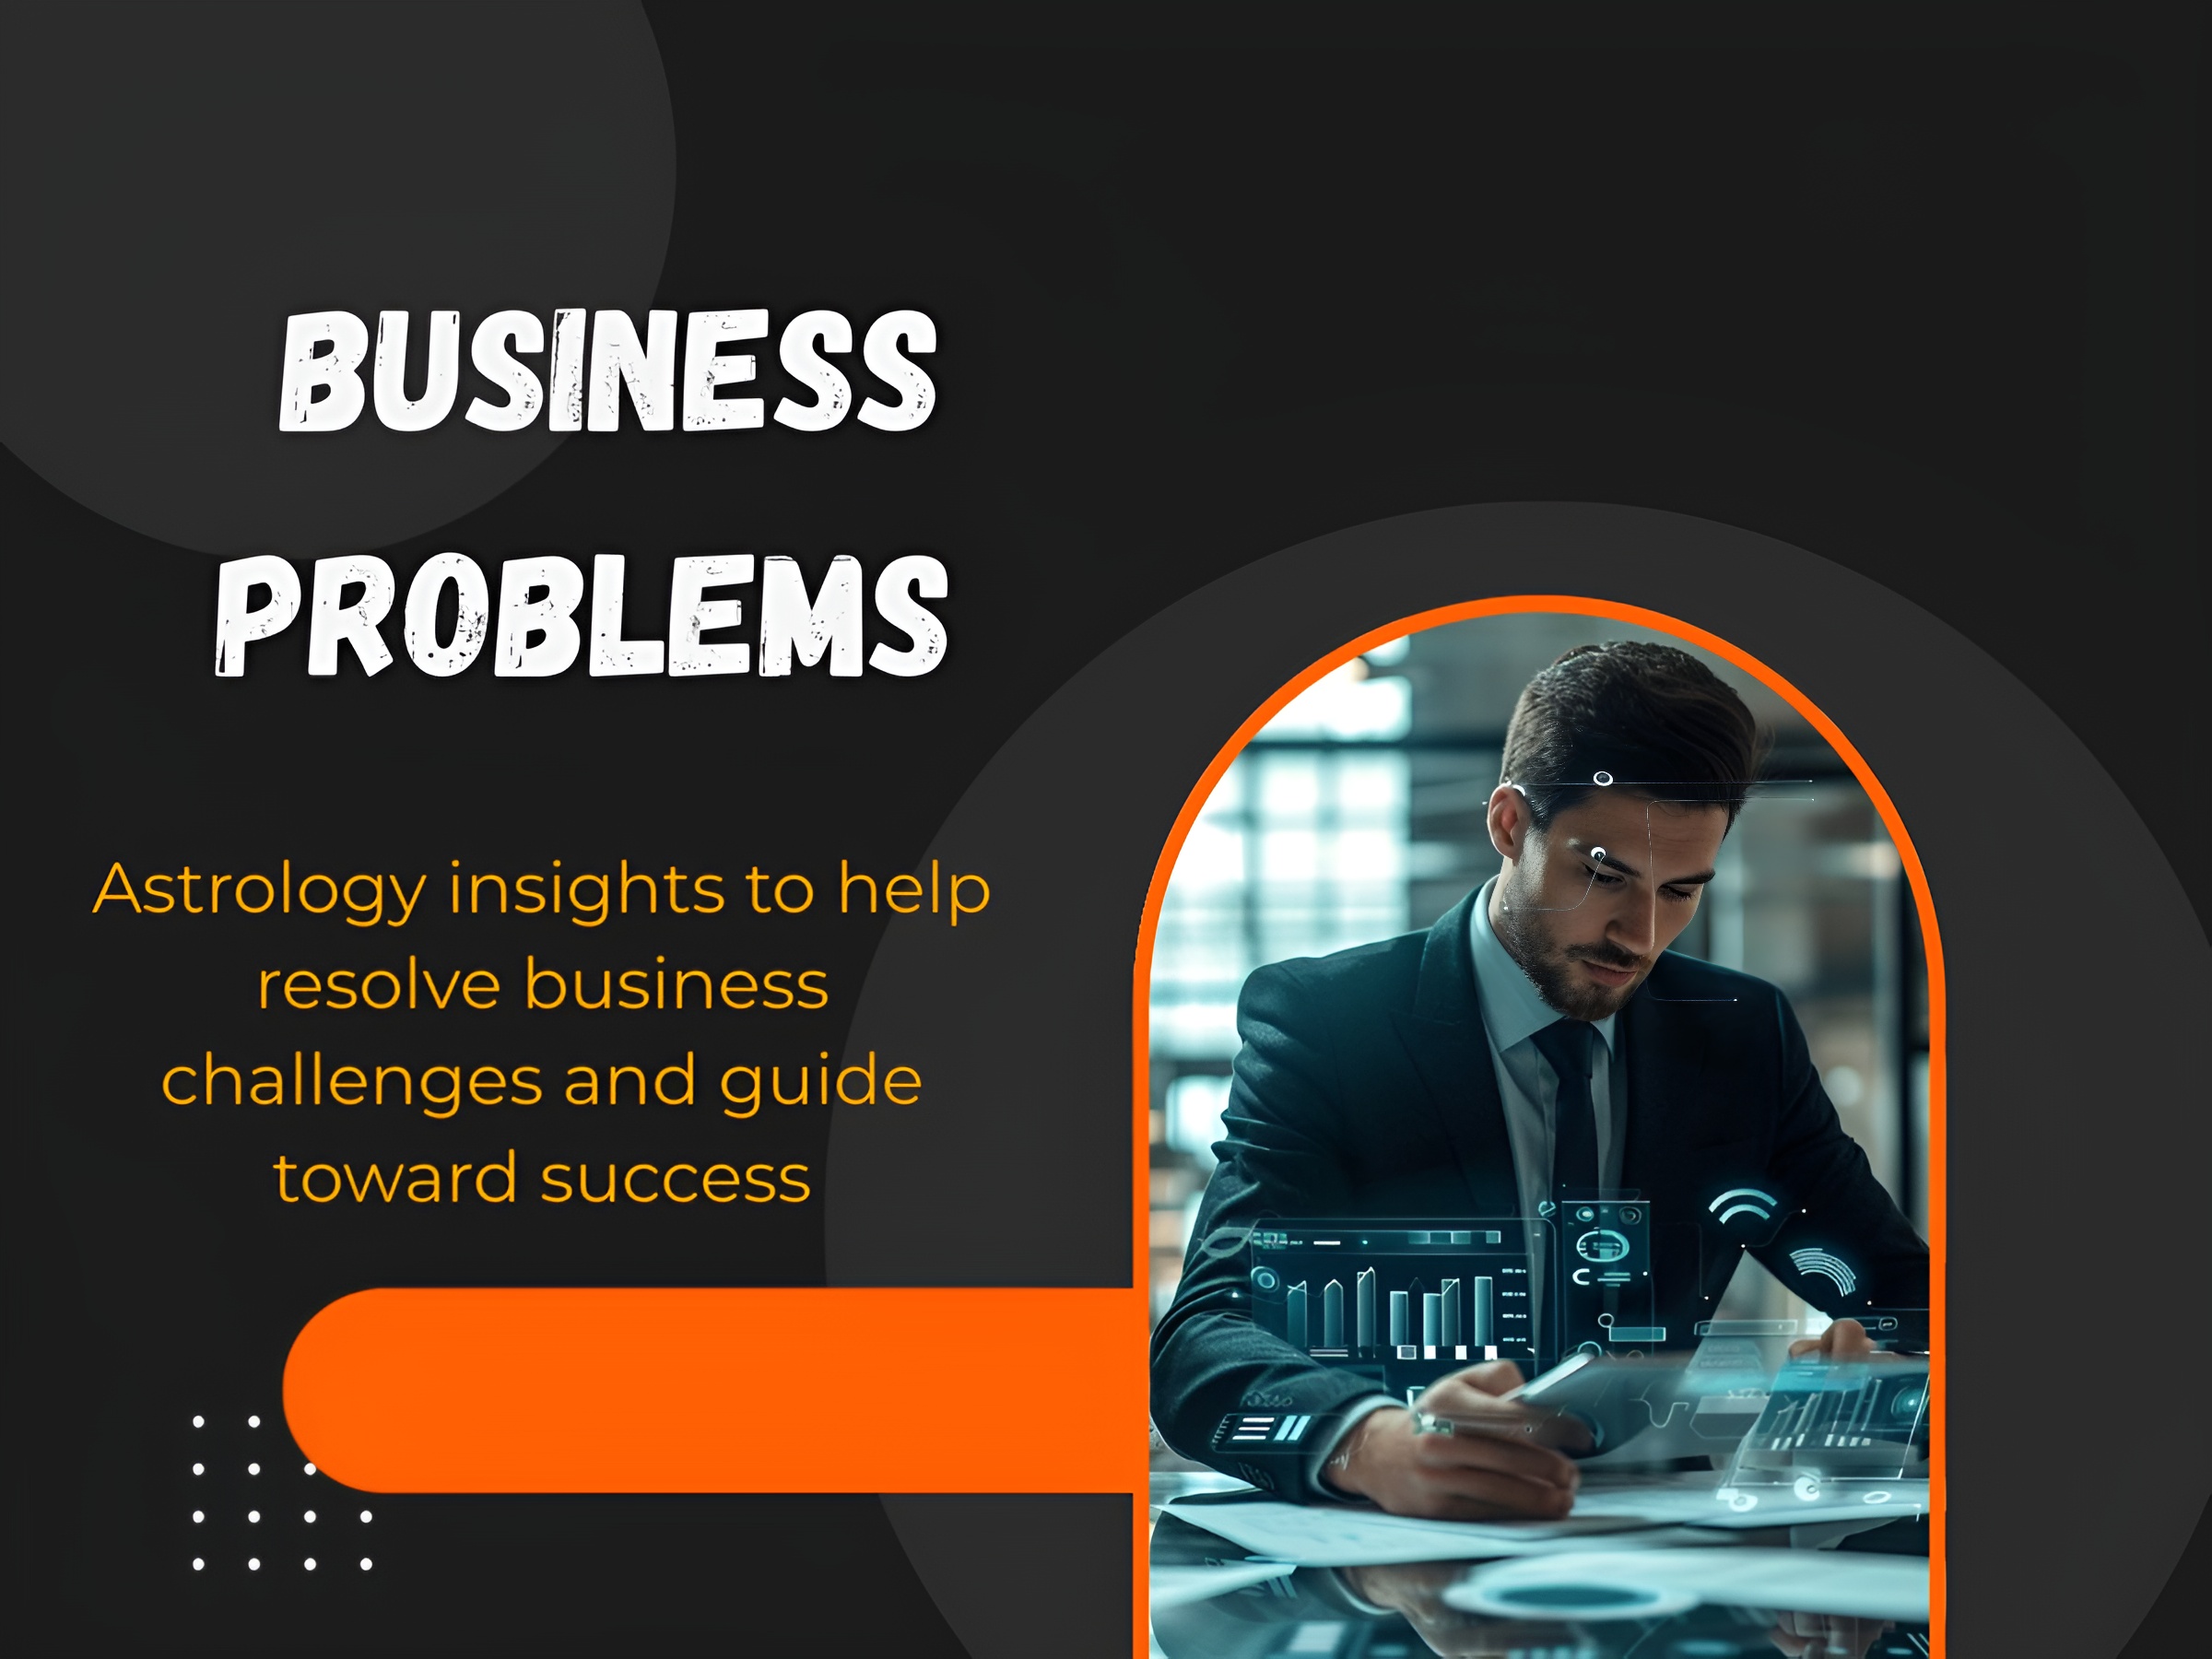 BUSINESS
PROBLEMS
Astrology insights to help
resolve business
challenges and guide
toward success